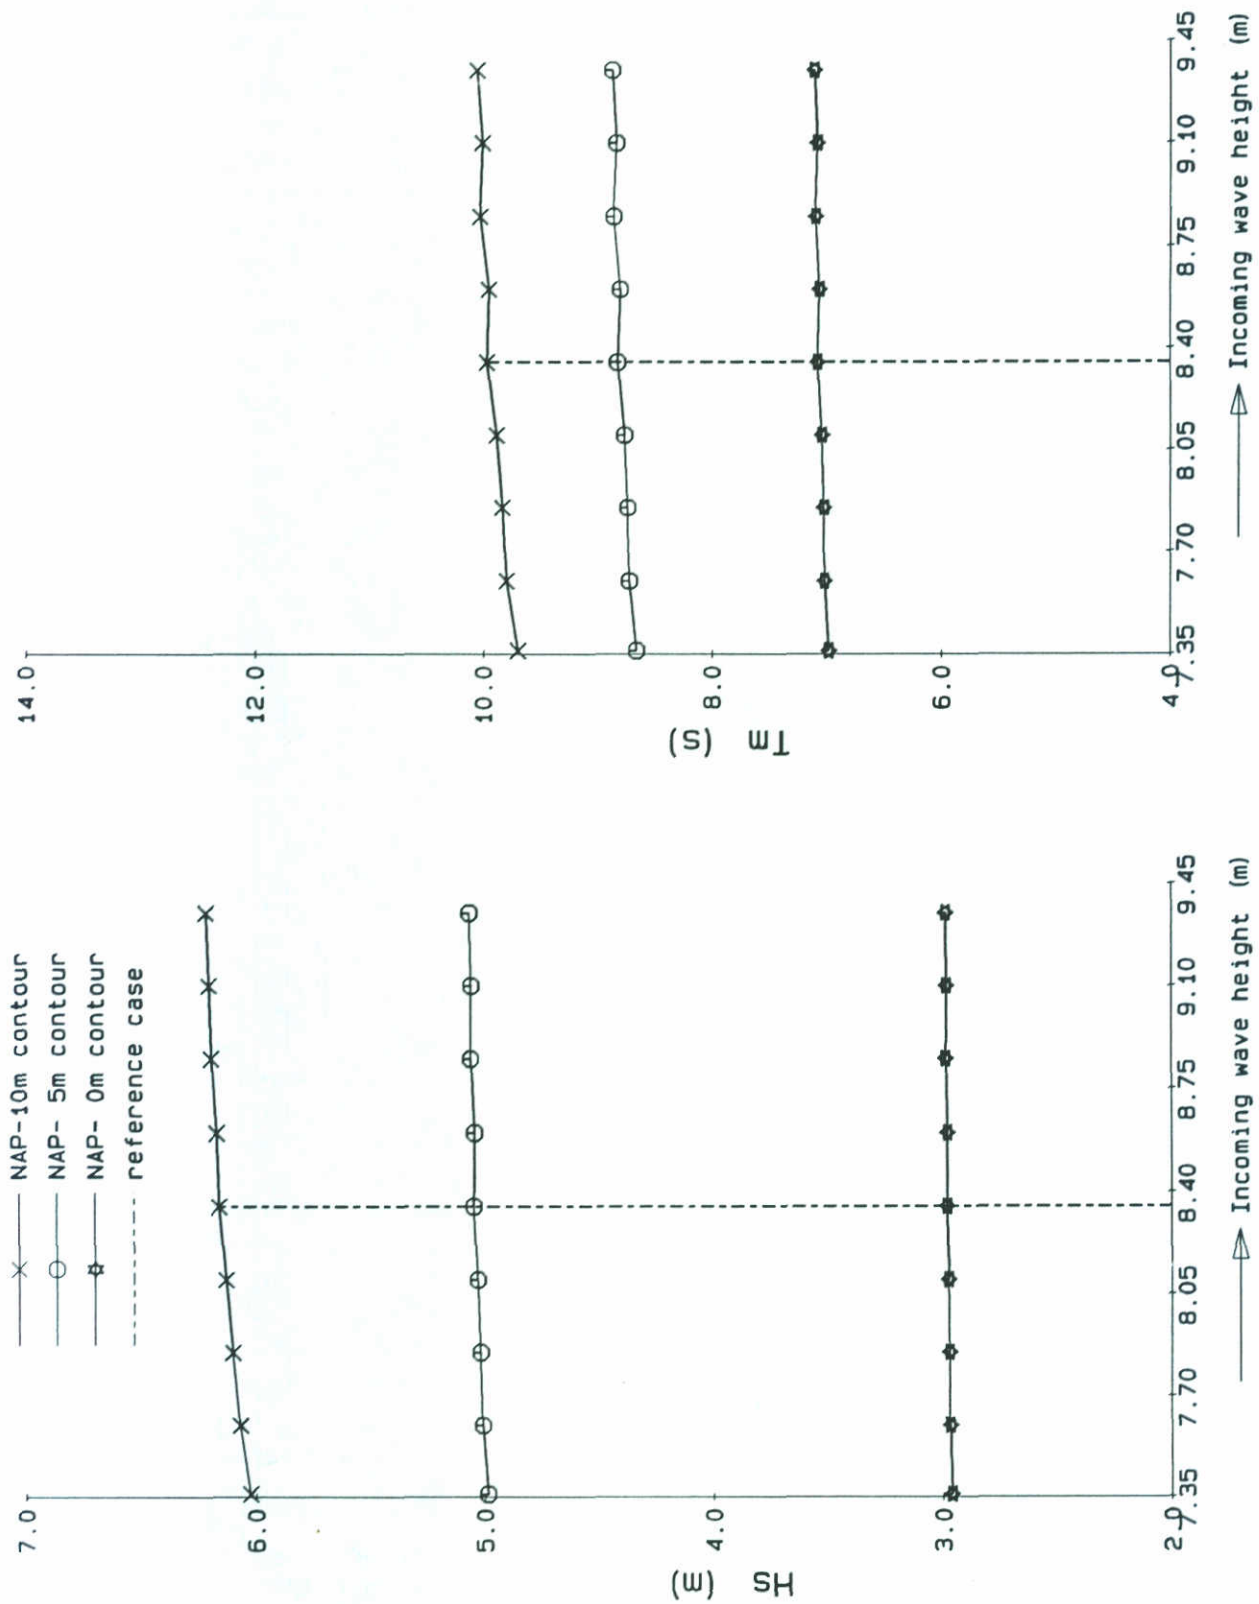 NAP-10m contour
NAP- 5m contour
NAP- 0m contour
reference case
7.0
6.0
5.0
4.0
3.0
2.0
Hs (m)
7.35 7.70 8.05 8.40 8.75 9.10 9.45
Incoming wave height (m)
14.0
12.0
10.0
8.0
6.0
4.0
Tm (s)
7.35 7.70 8.05 8.40 8.75 9.10 9.45
Incoming wave height (m)